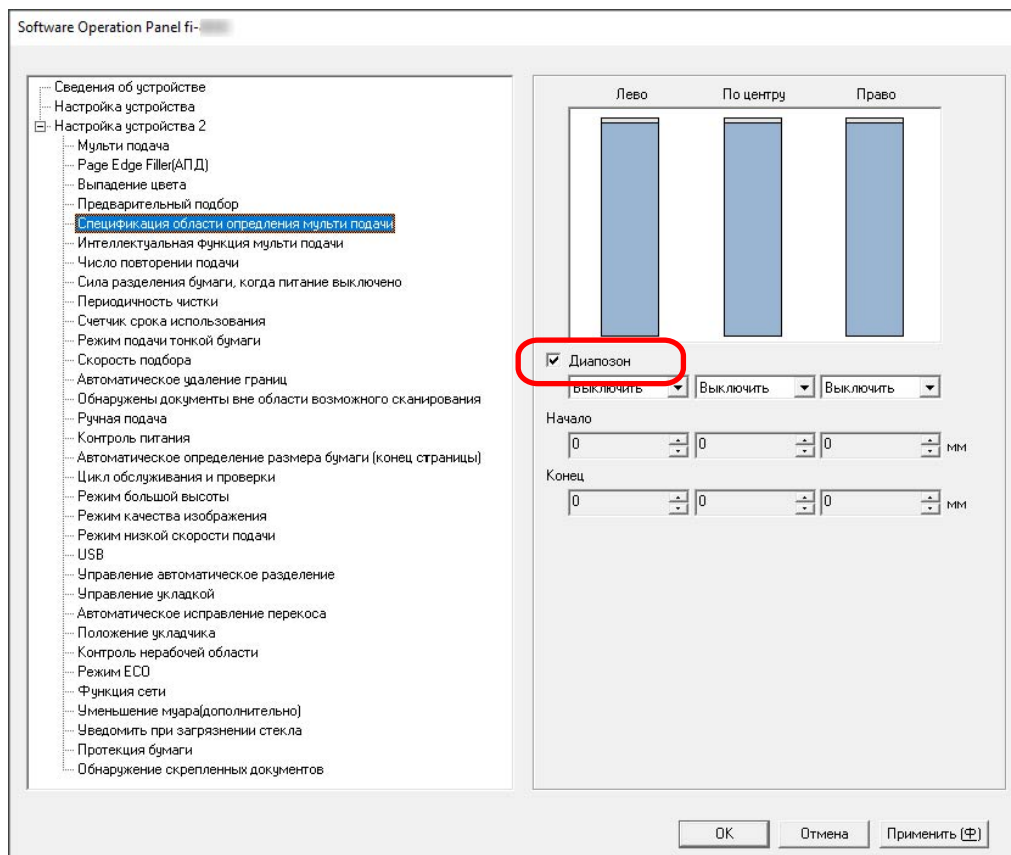 Software Operation Panel fi-
Сведения об устройстве
Настройка устройства
Настройка устройства 2
Мульти подача
Page Edge Filler(АПД)
Выпадение цвета
Предварительный подбор
Спецификация области опредления мульти подачи
Интеллектуальная функция мульти подачи
Число повторении подачи
Сила разделения бумаги, когда питание выключено
Периодичность чистки
Счетчик срока использования
Режим подачи тонкой бумаги
Скорость подбора
Автоматическое удаление границ
Обнаружены документы вне области возможного сканирования
Ручная подача
Контроль питания
Автоматическое определение размера бумаги (конец страницы)
Цикл обслуживания и проверки
Режим большой высоты
Режим качества изображения
Режим низкой скорости подачи
USB
Управление автоматическое разделение
Управление укладкой
Автоматическое исправление перекоса
Положение укладчика
Контроль нерабочей области
Режим ECO
Функция сети
Уменьшение муара(дополнительно)
Уведомить при загрязнении стекла
Протекция бумаги
Обнаружение скрепленных документов
Лево По центру Право
Диапозон
Выключить Выключить Выключить
Начало
0 0 0 мм
Конец
0 0 0 мм
OK Отмена Применить (Ф)